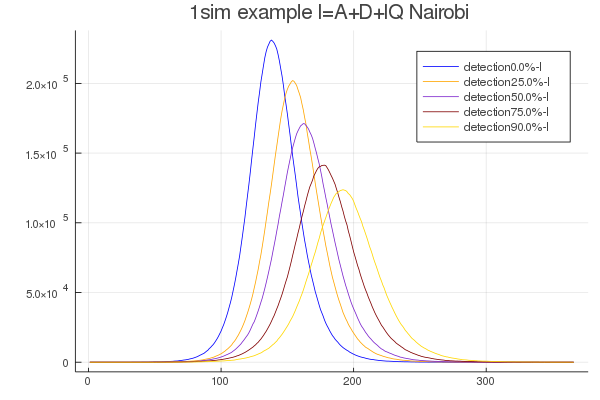 1sim example I=A+D+IQ Nairobi
detection0.0%-I
detection25.0%-I
detection50.0%-I
detection75.0%-I
detection90.0%-I
2.0×10 5
1.5×10 5
1.0×10 5
5.0×10 4
0
0 100 200 300